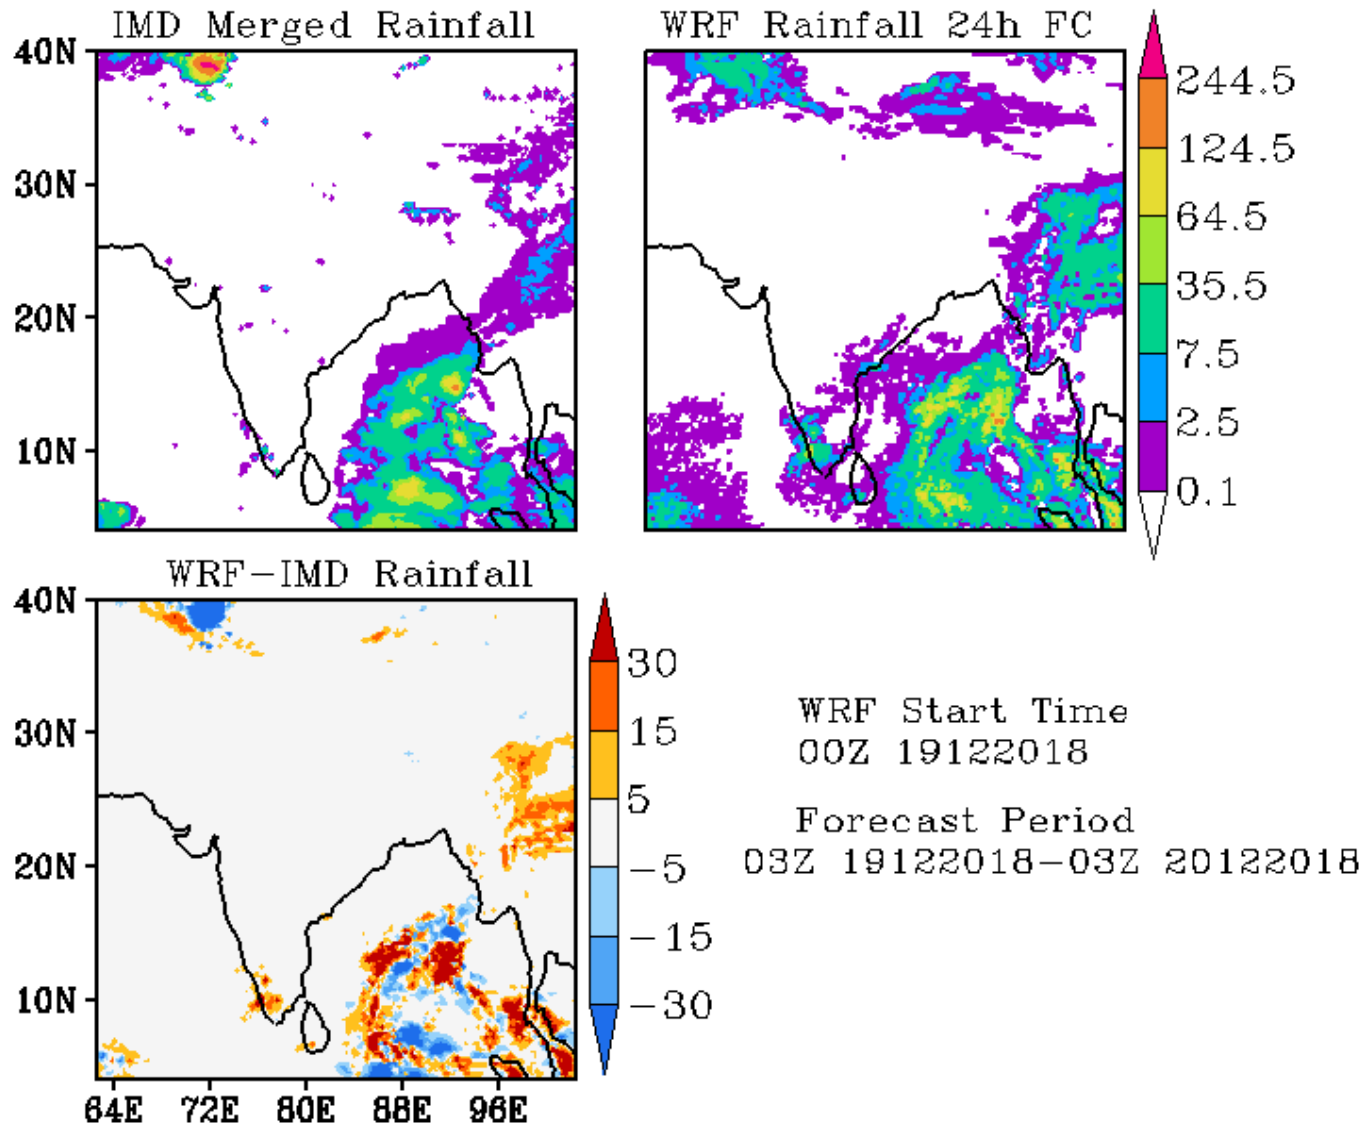 IMD Merged Rainfall
WRF Rainfall 24h FC
40N
30N
20N
10N
244.5
124.5
64.5
35.5
7.5
2.5
0.1
WRF-IMD Rainfall
40N
30N
20N
10N
64E 72E 80E 88E 96E
30
15
5
-5
-15
-30
WRF Start Time
00Z 19122018
Forecast Period
03Z 19122018-03Z 20122018